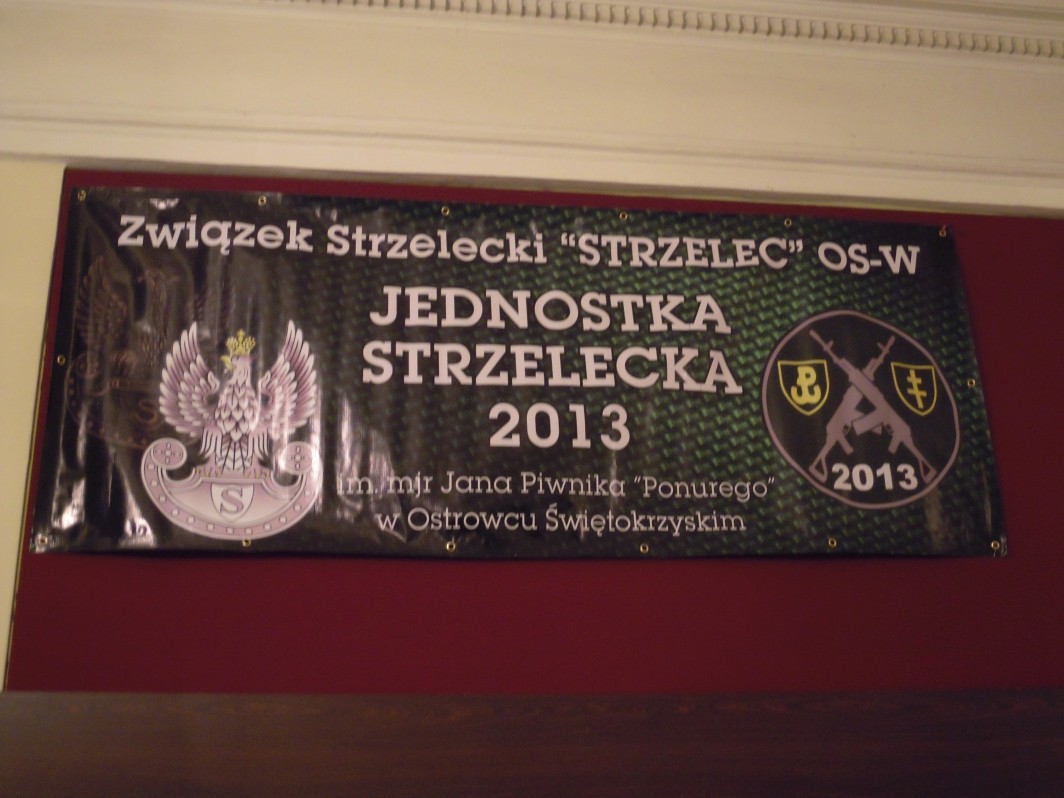 Związek Strzelecki "STRZELEC" OS-W
JEDNOSTKA
STRZELECKA
2013
im. mjr Jana Piwnika "Ponurego"
w Ostrowcu Świętokrzyskim
S
2013